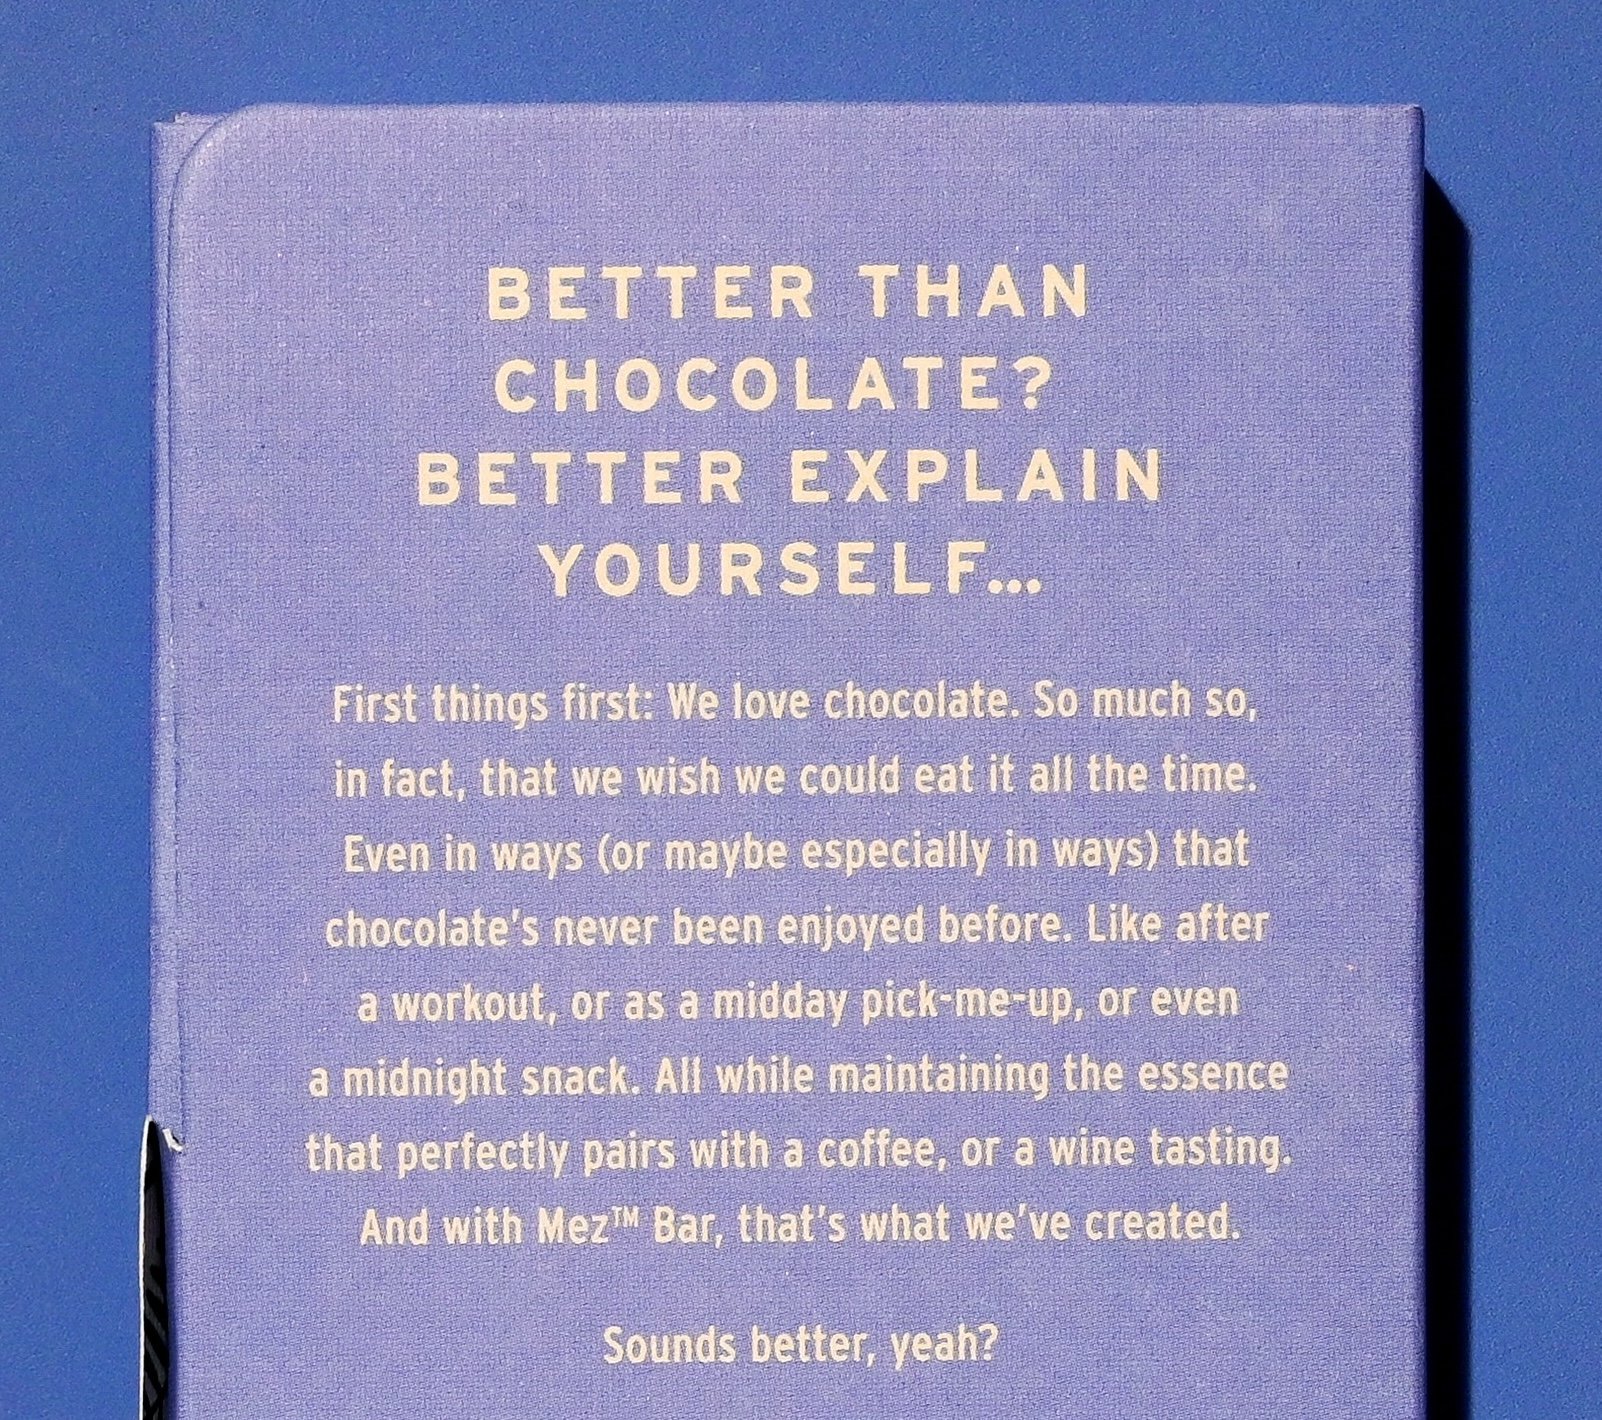 BETTER THAN
CHOCOLATE?
BETTER EXPLAIN
YOURSELF...
First things first: We love chocolate. So much so,
in fact, that we wish we could eat it all the time.
Even in ways (or maybe especially in ways) that
chocolate's never been enjoyed before. Like after
a workout, or as a midday pick-me-up, or even
a midnight snack. All while maintaining the essence
that perfectly pairs with a coffee, or a wine tasting.
And with Mez™ Bar, that's what we've created.
Sounds better, yeah?